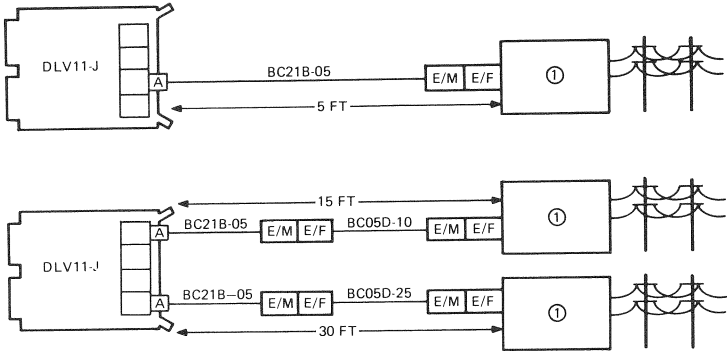 DLV11-J
A
BC21B-05
E/M E/F
①
5 FT
15 FT
DLV11-J
A
BC21B-05
E/M E/F
BC05D-10
E/M E/F
①
A
BC21B—05
E/M E/F
BC05D-25
E/M E/F
①
30 FT